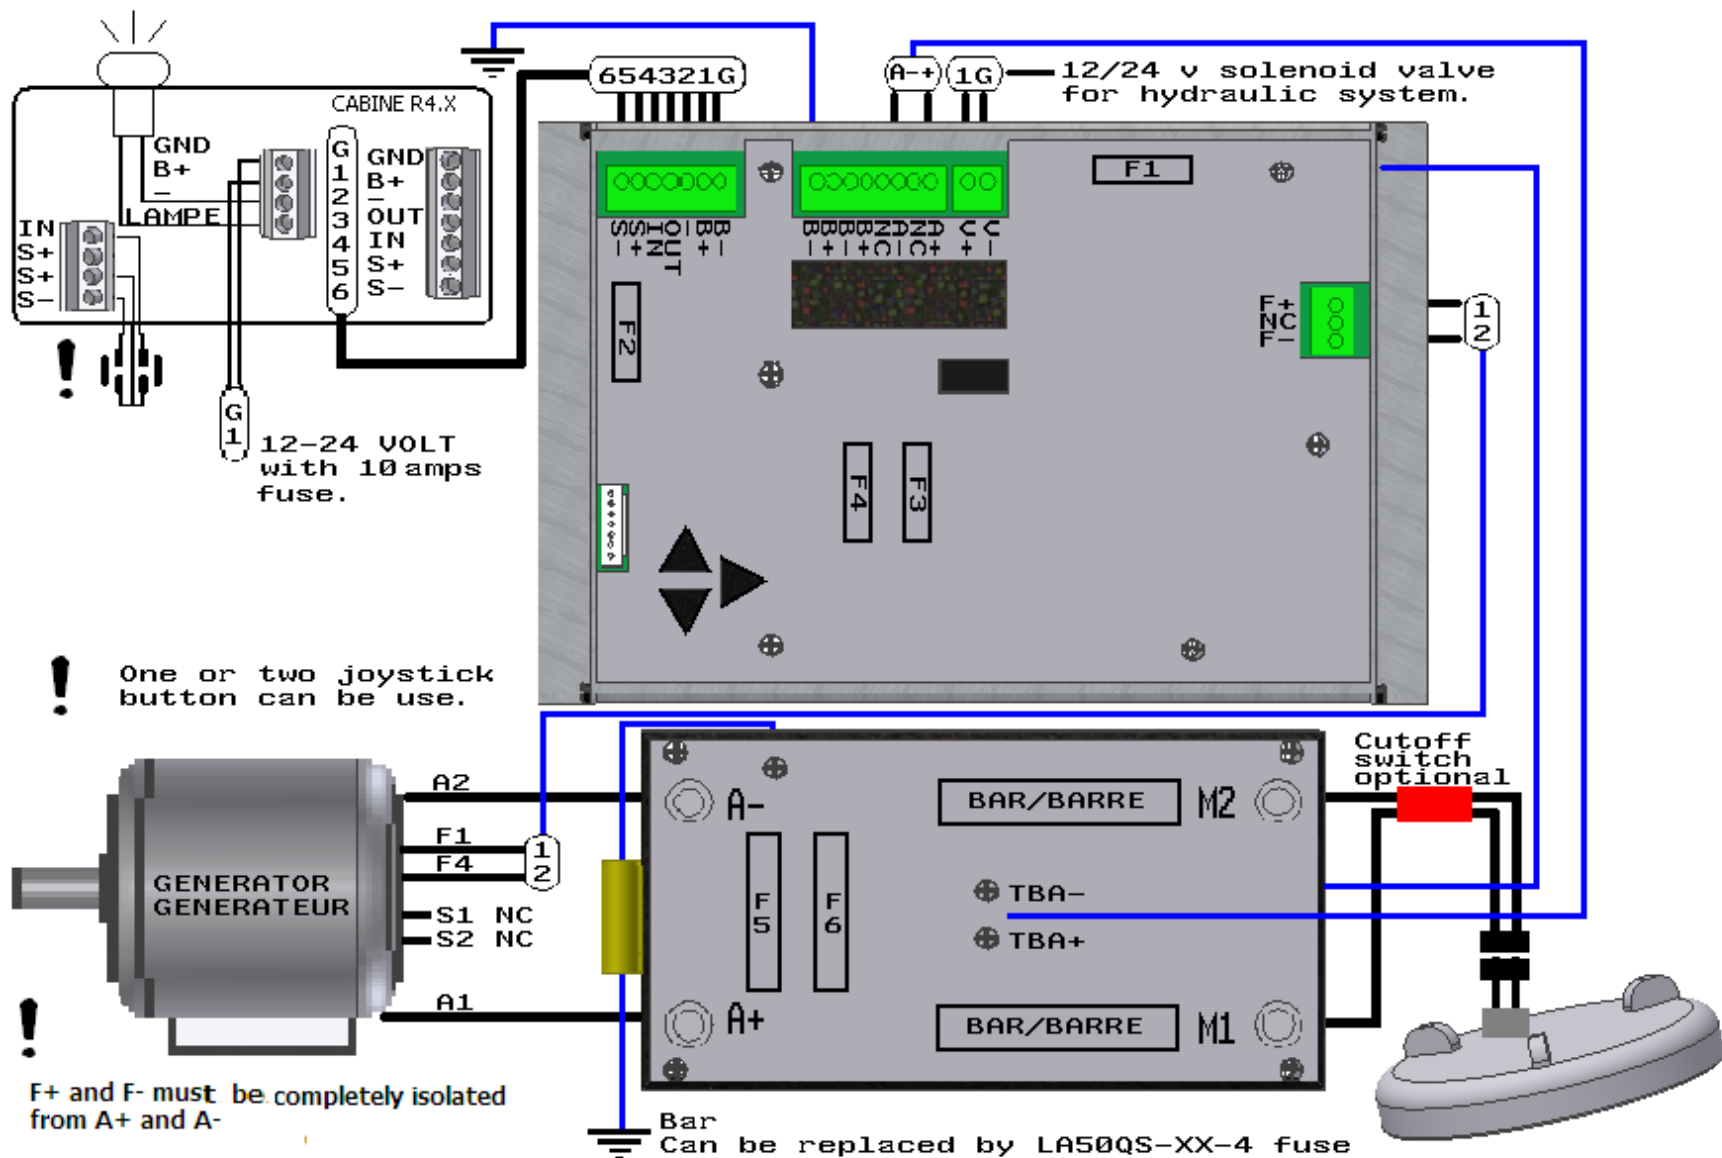 654321G
A-+
1G
12/24 v solenoid valve
for hydraulic system.
CABINE R4.X
GND
B+
-
LAMPE
IN
S+
S+
S-
G
1
2
3
4
5
6
GND
B+
-
OUT
IN
S+
S-
G
1
12-24 VOLT
with 10 amps
fuse.
S-
S+
IN
OUT
-
B+
B-
B-
B+
B-
B+
NC
A-
NC
A+
V+
V-
F1
F2
F4
F3
F+
NC
F-
1
2
!
!
One or two joystick
button can be use.
GENERATOR
GENERATEUR
A2
F1
F4
1
2
S1 NC
S2 NC
A1
!
F+ and F- must be completely isolated
from A+ and A-
A-
BAR/BARRE
M2
F5
F6
TBA-
TBA+
A+
BAR/BARRE
M1
Cutoff
switch
optional
Bar
Can be replaced by LA50QS-XX-4 fuse